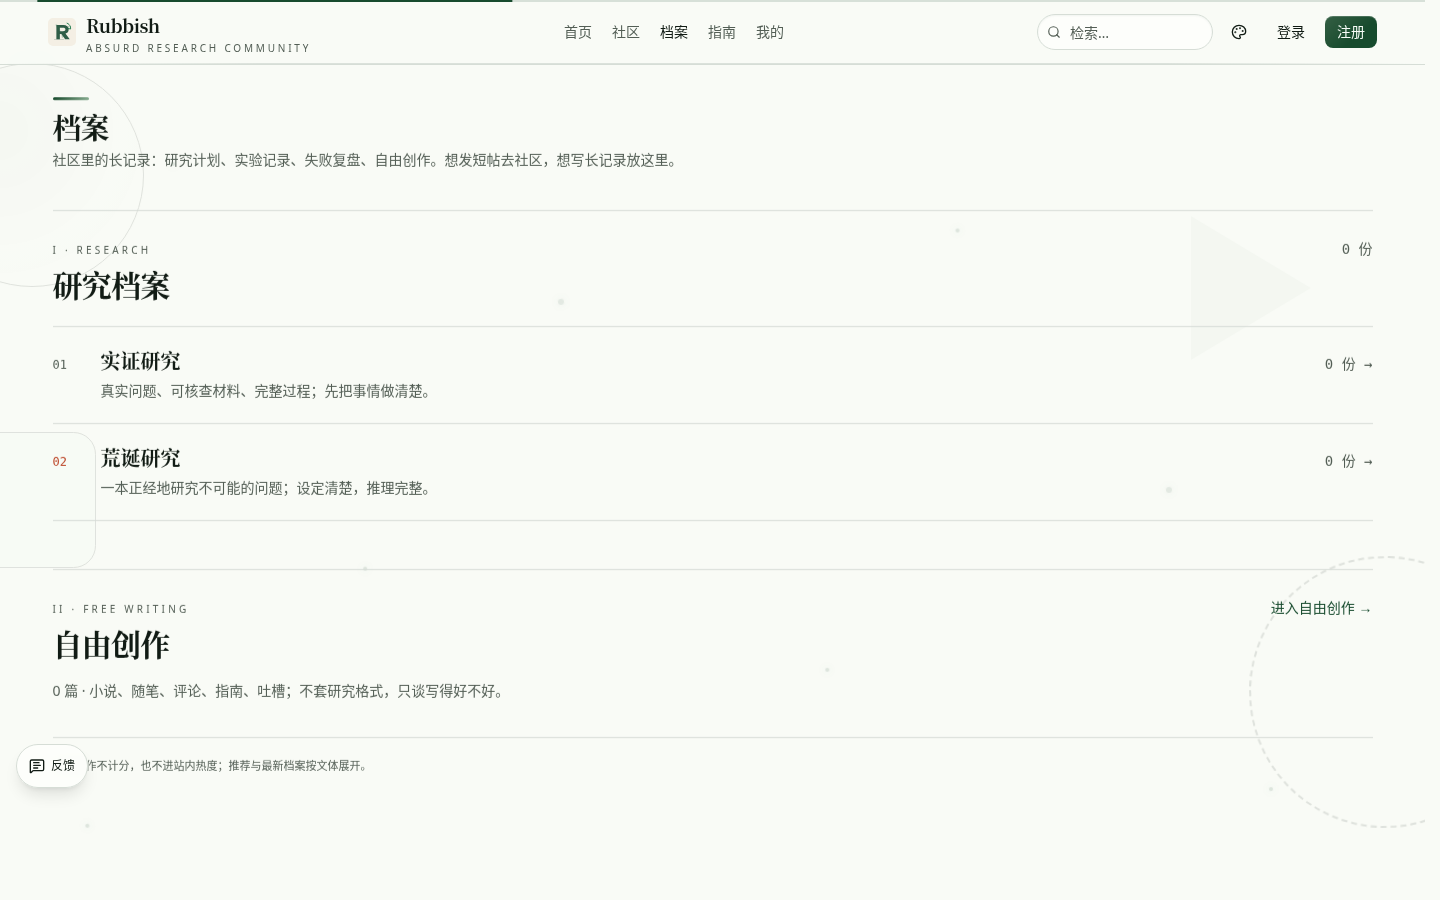 Rubbish
ABSURD RESEARCH COMMUNITY
首页 社区 档案 指南 我的
检索...
登录
注册
档案
社区里的长记录：研究计划、实验记录、失败复盘、自由创作。想发短帖去社区，想写长记录放这里。
I · RESEARCH
0 份
研究档案
01 实证研究 0 份 →
真实问题、可核查材料、完整过程；先把事情做清楚。
02 荒诞研究 0 份 →
一本正经地研究不可能的问题；设定清楚，推理完整。
II · FREE WRITING
进入自由创作 →
自由创作
0 篇 · 小说、随笔、评论、指南、吐槽；不套研究格式，只谈写得好不好。
反馈
作不计分，也不进站内热度；推荐与最新档案按文体展开。